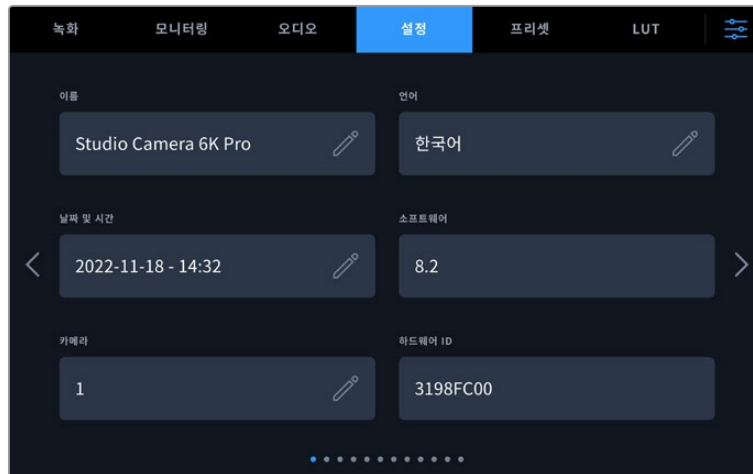 녹화 모니터링 오디오 설정 프리셋 LUT
이름 언어
Studio Camera 6K Pro 한국어
날짜 및 시간 소프트웨어
2022-11-18 - 14:32 8.2
카메라 하드웨어 ID
1 3198FC00